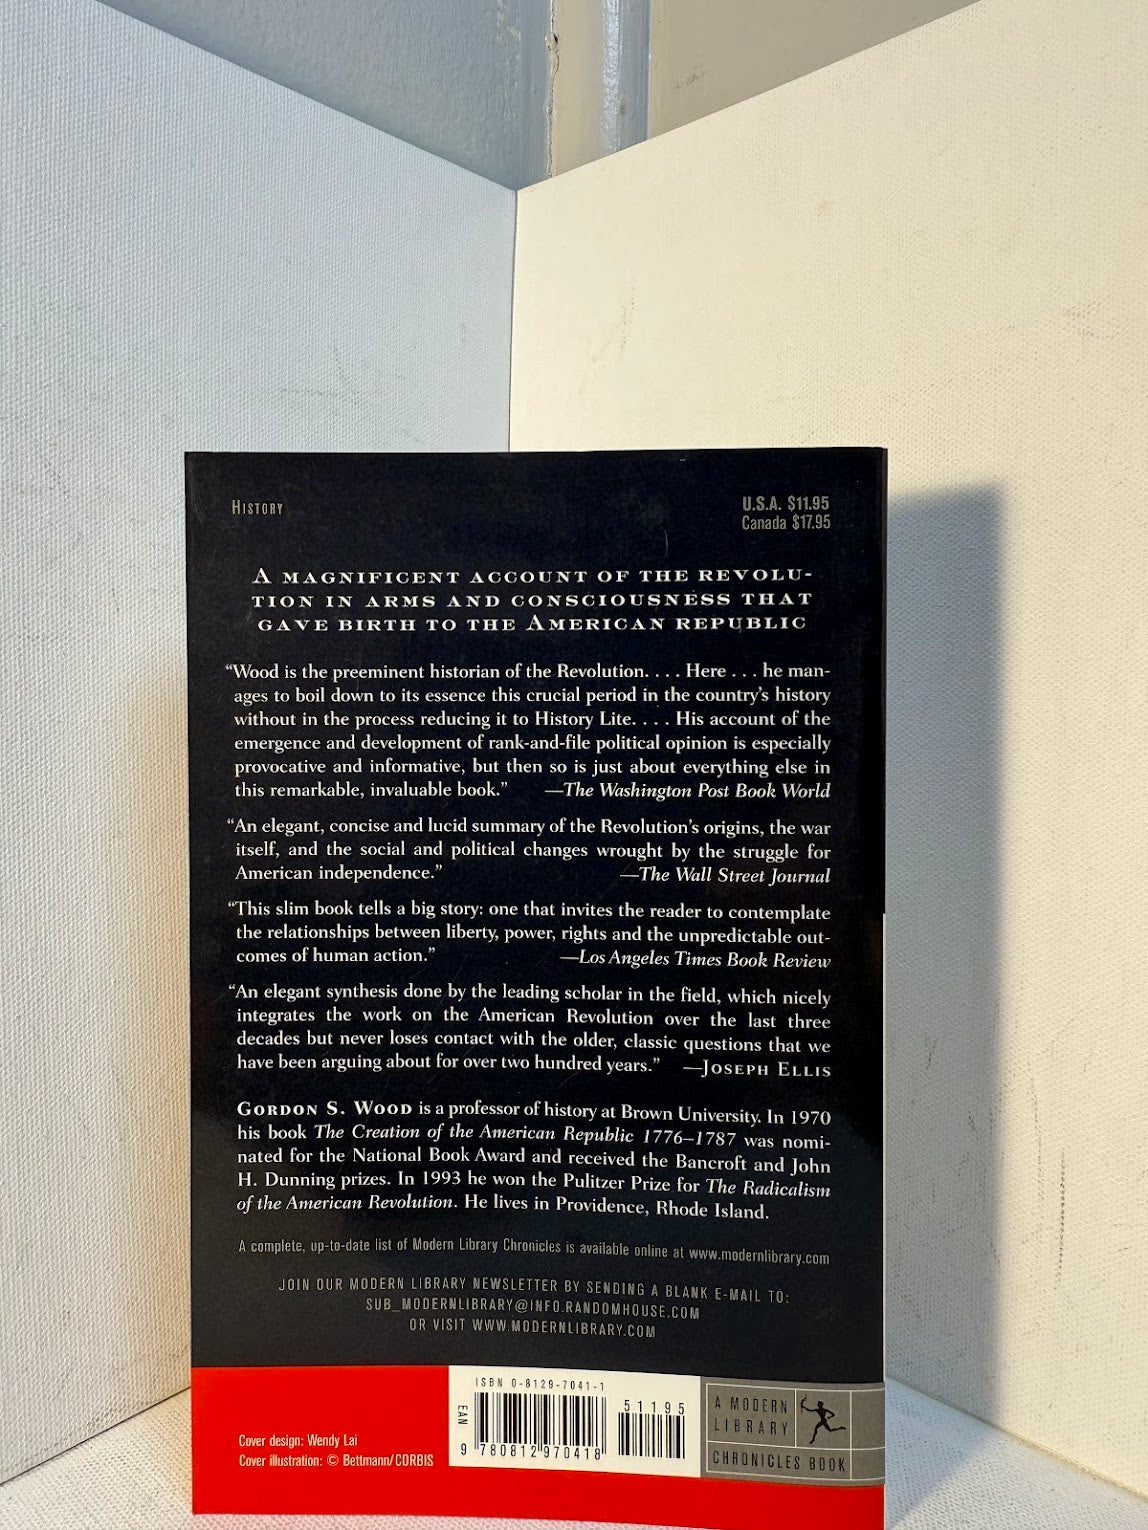 HISTORY
U.S.A. $11.95
Canada $17.95
A MAGNIFICENT ACCOUNT OF THE REVOLU-
TION IN ARMS AND CONSCIOUSNESS THAT
GAVE BIRTH TO THE AMERICAN REPUBLIC
“Wood is the preeminent historian of the Revolution. . . . Here . . . he man-
ages to boil down to its essence this crucial period in the country’s history
without in the process reducing it to History Lite. . . . His account of the
emergence and development of rank-and-file political opinion is especially
provocative and informative, but then so is just about everything else in
this remarkable, invaluable book.” —The Washington Post Book World
“An elegant, concise and lucid summary of the Revolution’s origins, the war
itself, and the social and political changes wrought by the struggle for
American independence.” —The Wall Street Journal
“This slim book tells a big story: one that invites the reader to contemplate
the relationships between liberty, power, rights and the unpredictable out-
comes of human action.” —Los Angeles Times Book Review
“An elegant synthesis done by the leading scholar in the field, which nicely
integrates the work on the American Revolution over the last three
decades but never loses contact with the older, classic questions that we
have been arguing about for over two hundred years.” —JOSEPH ELLIS
GORDON S. WOOD is a professor of history at Brown University. In 1970
his book The Creation of the American Republic 1776–1787 was nomi-
nated for the National Book Award and received the Bancroft and John
H. Dunning prizes. In 1993 he won the Pulitzer Prize for The Radicalism
of the American Revolution. He lives in Providence, Rhode Island.
A complete, up-to-date list of Modern Library Chronicles is available online at www.modernlibrary.com
JOIN OUR MODERN LIBRARY NEWSLETTER BY SENDING A BLANK E-MAIL TO:
SUB_MODERNLIBRARY@INFO.RANDOMHOUSE.COM
OR VISIT WWW.MODERNLIBRARY.COM
Cover design: Wendy Lai
Cover illustration: © Bettmann/CORBIS
ISBN 0-8129-7041-1
EAN
51195
9 780812 970418
A MODERN
LIBRARY
CHRONICLES BOOK